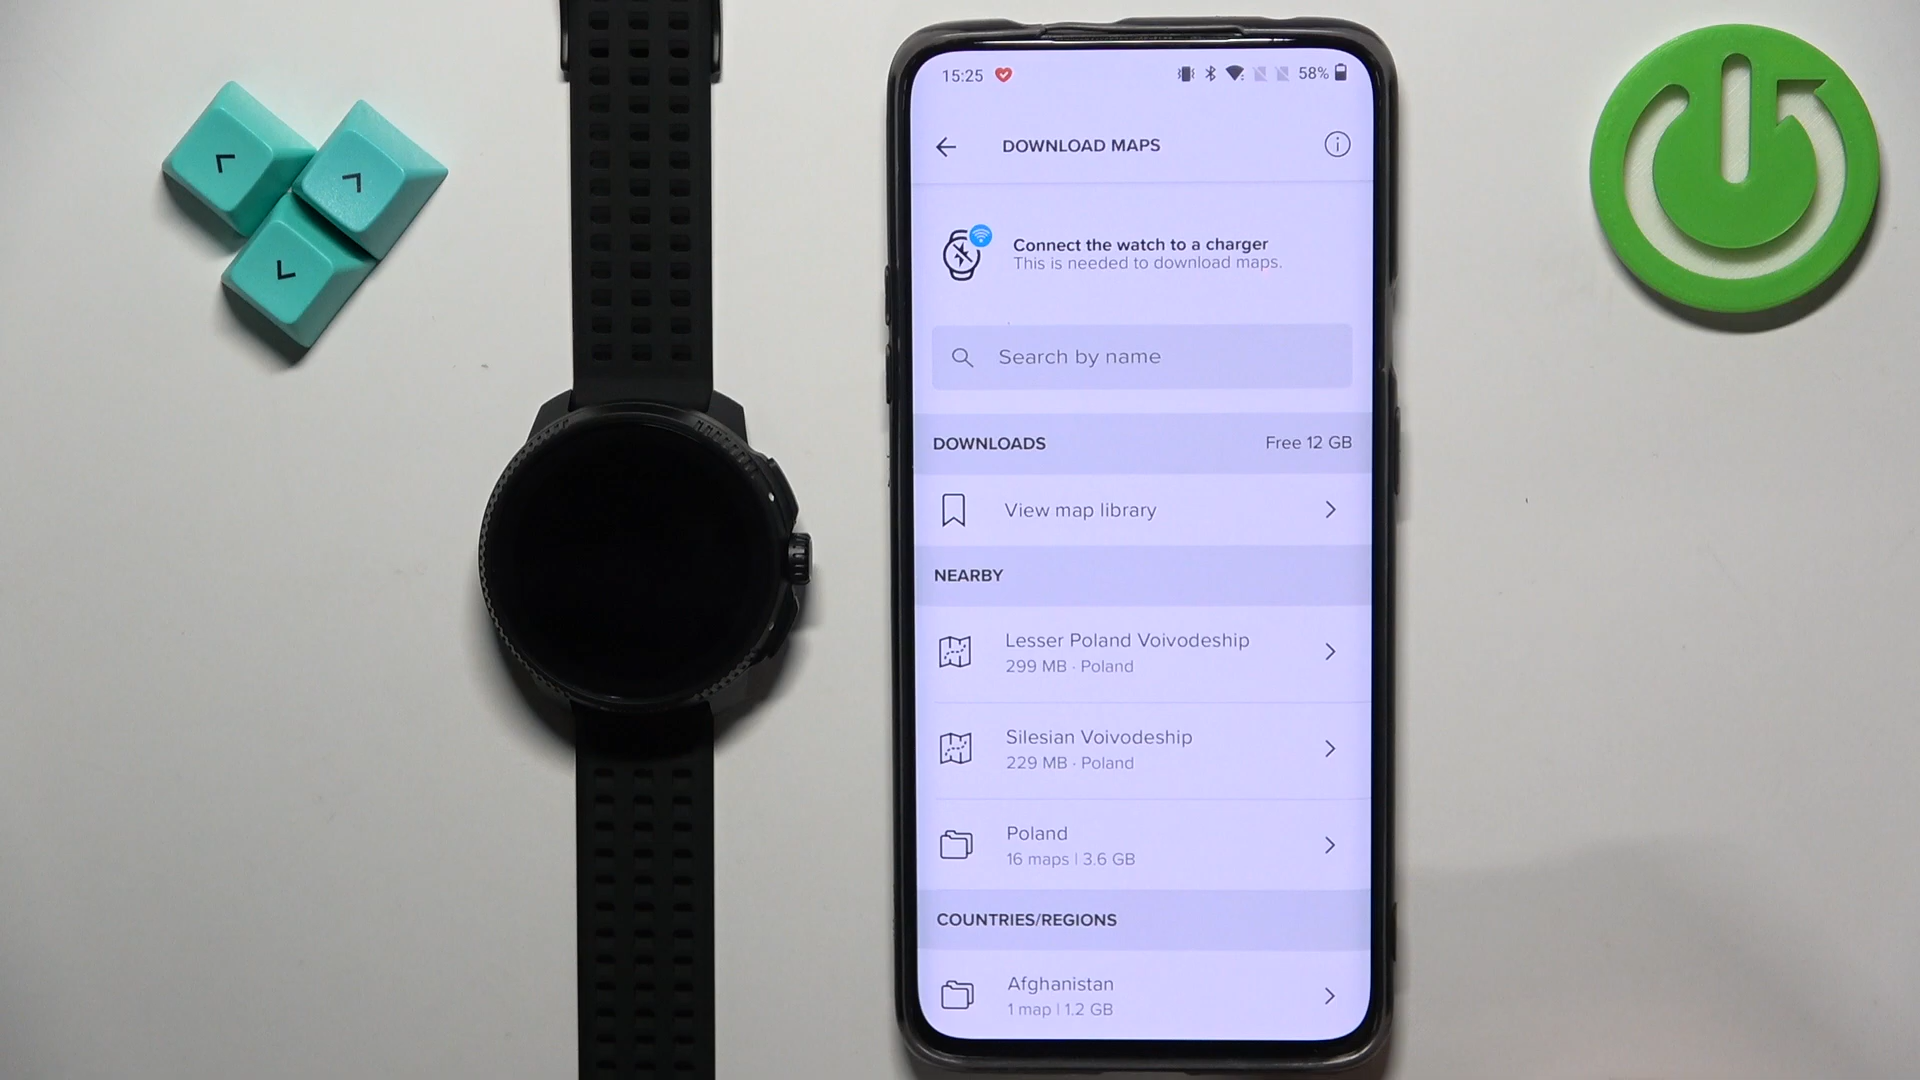 15:25
58%
DOWNLOAD MAPS
Connect the watch to a charger
This is needed to download maps.
Search by name
DOWNLOADS
Free 12 GB
View map library
NEARBY
Lesser Poland Voivodeship
299 MB · Poland
Silesian Voivodeship
229 MB · Poland
Poland
16 maps | 3.6 GB
COUNTRIES/REGIONS
Afghanistan
1 map | 1.2 GB